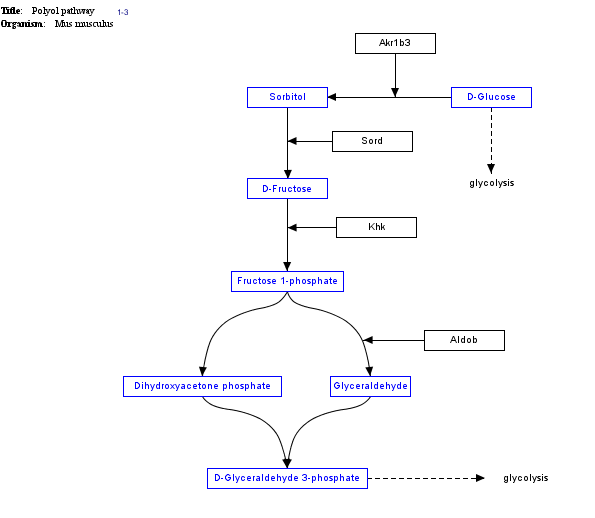 Title: Polyol pathway 1-3
Organism: Mus musculus
Akr1b3
Sorbitol
D-Glucose
Sord
glycolysis
D-Fructose
Khk
Fructose 1-phosphate
Aldob
Dihydroxyacetone phosphate
Glyceraldehyde
D-Glyceraldehyde 3-phosphate
glycolysis